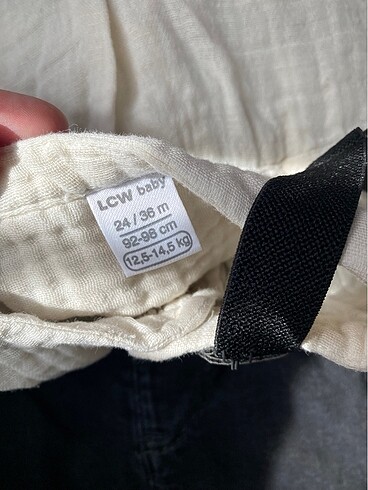 LCW baby
24 / 36 m
92-98 cm
12,5-14,5 kg